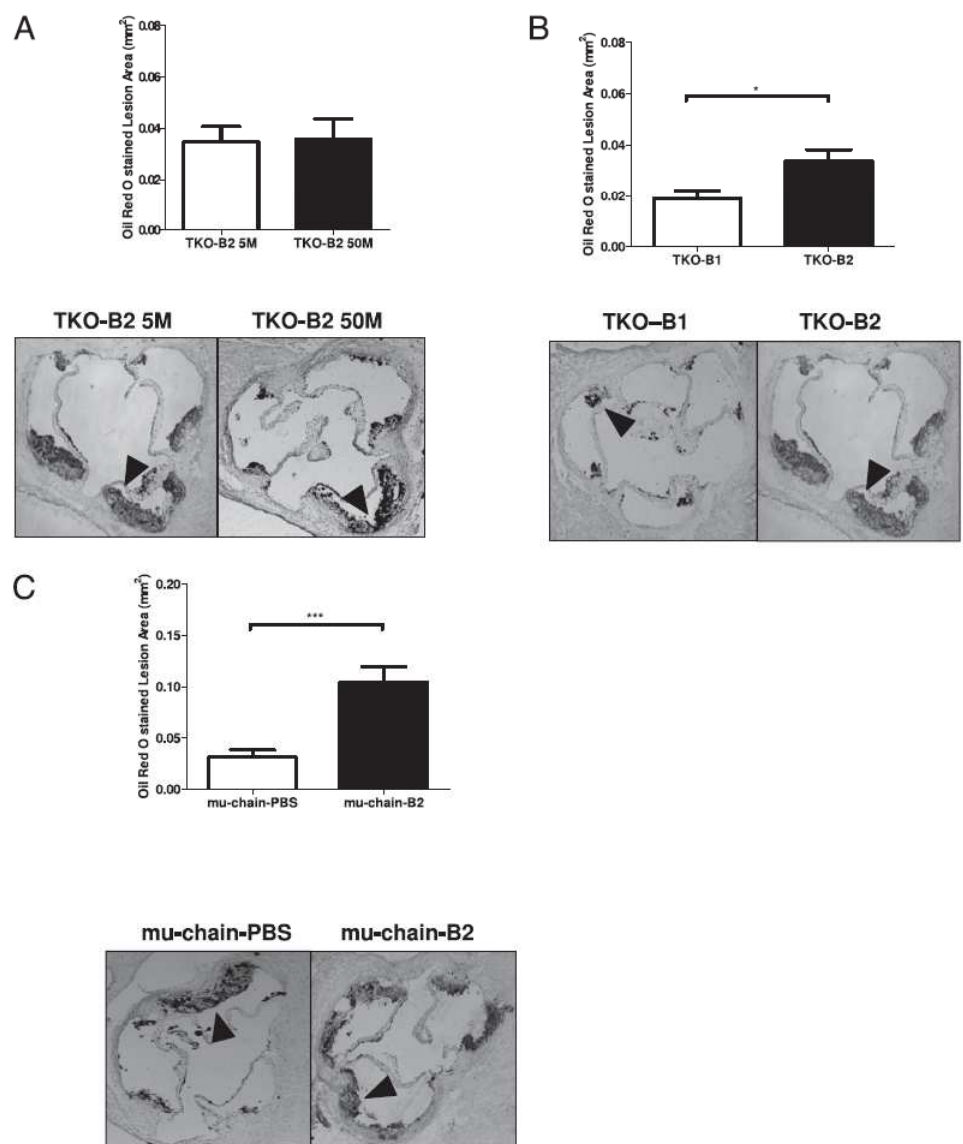 A
Oil Red O stained Lesion Area (mm²)
0.08
0.06
0.04
0.02
0.00
TKO-B2 5M
TKO-B2 50M
TKO-B2 5M
TKO-B2 50M
B
Oil Red O stained Lesion Area (mm²)
0.08
0.06
0.04
0.02
0.00
*
TKO-B1
TKO-B2
TKO–B1
TKO-B2
C
Oil Red O stained Lesion Area (mm²)
0.20
0.15
0.10
0.05
0.00
***
mu-chain-PBS
mu-chain-B2
mu-chain-PBS
mu-chain-B2